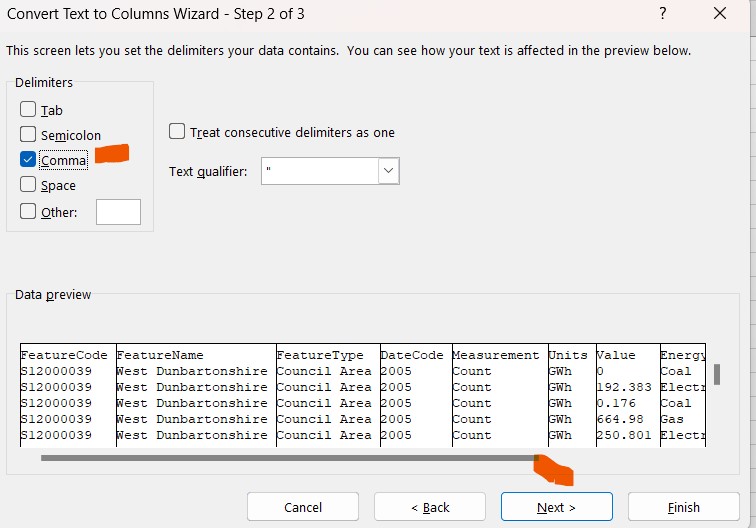 Convert Text to Columns Wizard - Step 2 of 3 ? ×
This screen lets you set the delimiters your data contains. You can see how your text is affected in the preview below.
Delimiters
Tab
Semicolon
Comma
Space
Other:
Treat consecutive delimiters as one
Text qualifier: "
Data preview
FeatureCode FeatureName FeatureType DateCode Measurement Units Value Energy
S12000039 West Dunbartonshire Council Area 2005 Count GWh 0 Coal
S12000039 West Dunbartonshire Council Area 2005 Count GWh 192.383 Electr
S12000039 West Dunbartonshire Council Area 2005 Count GWh 0.176 Coal
S12000039 West Dunbartonshire Council Area 2005 Count GWh 664.98 Gas
S12000039 West Dunbartonshire Council Area 2005 Count GWh 250.801 Electr
Cancel < Back Next > Finish